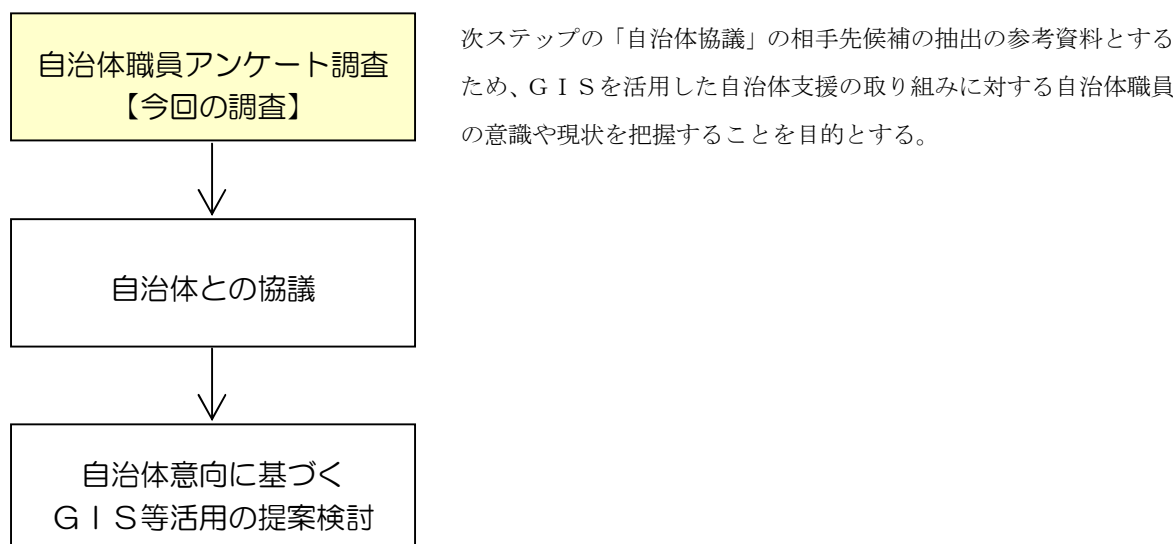 自治体職員アンケート調査
【今回の調査】
次ステップの「自治体協議」の相手先候補の抽出の参考資料とする
ため、ＧＩＳを活用した自治体支援の取り組みに対する自治体職員
の意識や現状を把握することを目的とする。
自治体との協議
自治体意向に基づく
ＧＩＳ等活用の提案検討